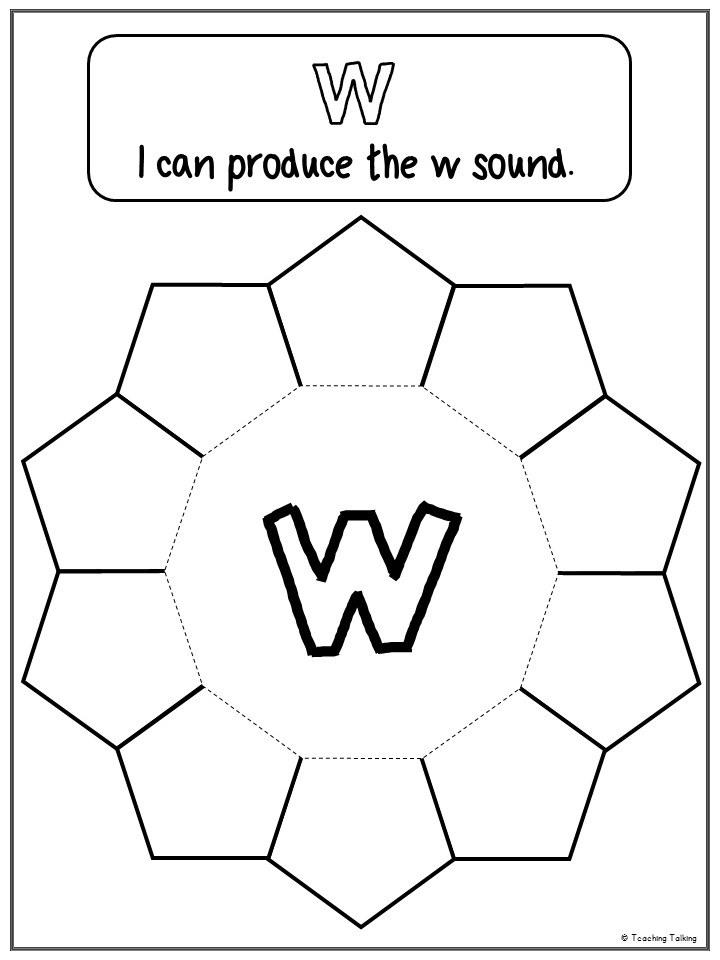 W
I can produce the w sound.
W
© Teaching Talking